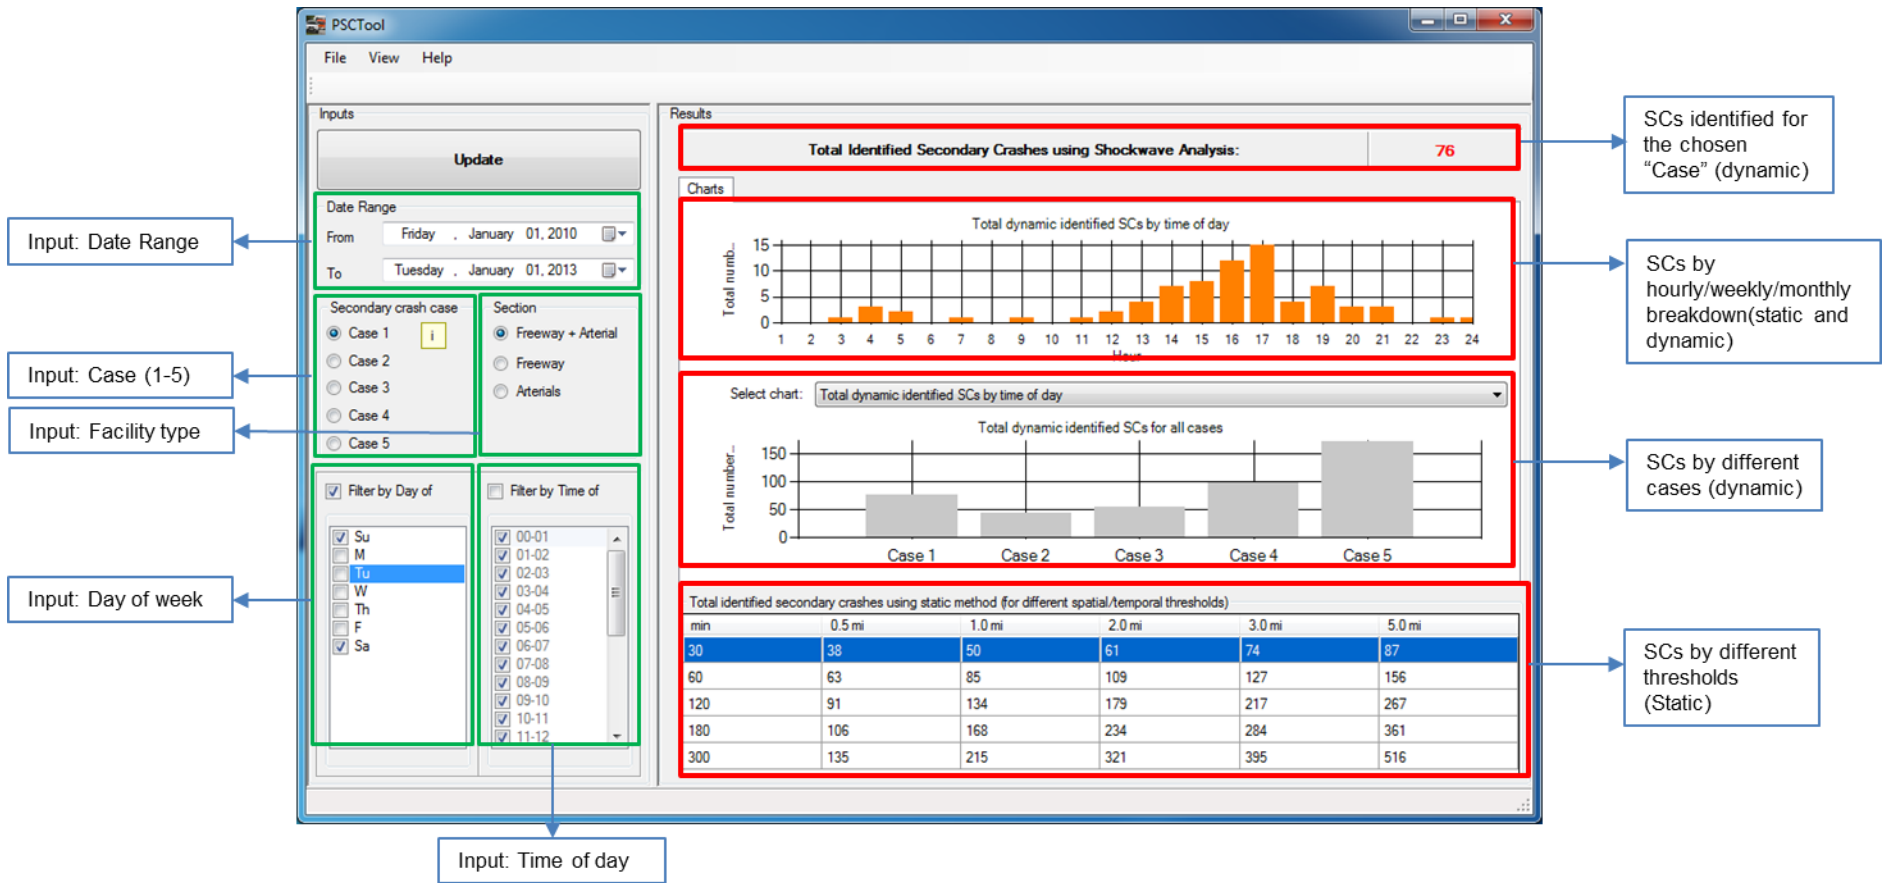 PSCTool
File View Help
Inputs
Update
Date Range
From Friday , January 01, 2010
To Tuesday , January 01, 2013
Secondary crash case
Case 1
i
Case 2
Case 3
Case 4
Case 5
Section
Freeway + Arterial
Freeway
Arterials
Filter by Day of
Su
M
Tu
W
Th
F
Sa
Filter by Time of
00-01
01-02
02-03
03-04
04-05
05-06
06-07
07-08
08-09
09-10
10-11
11-12
Results
Total Identified Secondary Crashes using Shockwave Analysis: 76
Charts
Total dynamic identified SCs by time of day
Total numb...
15
10
5
0
1 2 3 4 5 6 7 8 9 10 11 12 13 14 15 16 17 18 19 20 21 22 23 24
Hour
Select chart: Total dynamic identified SCs by time of day
Total dynamic identified SCs for all cases
Total number...
150
100
50
0
Case 1 Case 2 Case 3 Case 4 Case 5
Total identified secondary crashes using static method (for different spatial/temporal thresholds)
min 0.5 mi 1.0 mi 2.0 mi 3.0 mi 5.0 mi
30 38 50 61 74 87
60 63 85 109 127 156
120 91 134 179 217 267
180 106 168 234 284 361
300 135 215 321 395 516
Input: Date Range
Input: Case (1-5)
Input: Facility type
Input: Day of week
Input: Time of day
SCs identified for
the chosen
“Case” (dynamic)
SCs by
hourly/weekly/monthly
breakdown(static and
dynamic)
SCs by different
cases (dynamic)
SCs by different
thresholds
(Static)